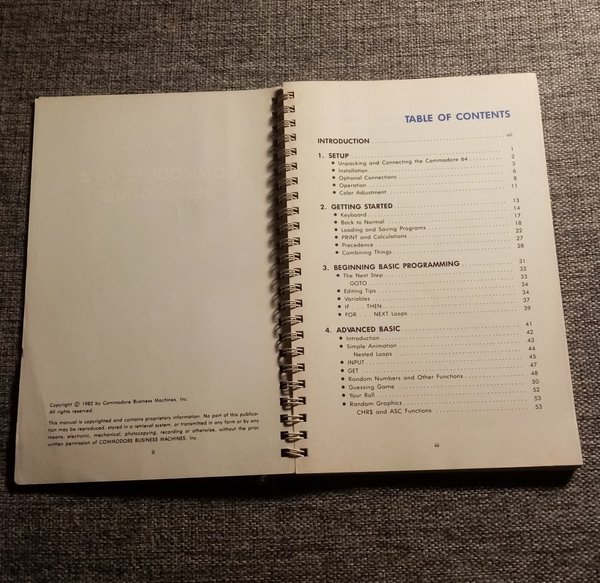 Copyright © 1982 by Commodore Business Machines, Inc.
All rights reserved.
This manual is copyrighted and contains proprietary information. No part of this publica-
tion may be reproduced, stored in a retrieval system, or transmitted in any form or by any
means, electronic, mechanical, photocopying, recording or otherwise, without the prior
written permission of COMMODORE BUSINESS MACHINES, Inc.
ii
TABLE OF CONTENTS
INTRODUCTION vii
1. SETUP 1
● Unpacking and Connecting the Commodore 64 2
● Installation 3
● Optional Connections 6
● Operation 8
● Color Adjustment 11
2. GETTING STARTED 13
● Keyboard 14
● Back to Normal 17
● Loading and Saving Programs 18
● PRINT and Calculations 22
● Precedence 27
● Combining Things 28
3. BEGINNING BASIC PROGRAMMING 31
● The Next Step 32
GOTO 33
● Editing Tips 34
● Variables 34
● IF . . . THEN 37
● FOR . . . NEXT Loops 39
4. ADVANCED BASIC 41
● Introduction 42
● Simple Animation 43
Nested Loops 44
● INPUT 45
● GET 47
● Random Numbers and Other Functions 48
● Guessing Game 50
● Your Roll 52
● Random Graphics 53
CHR$ and ASC Functions 53
iii